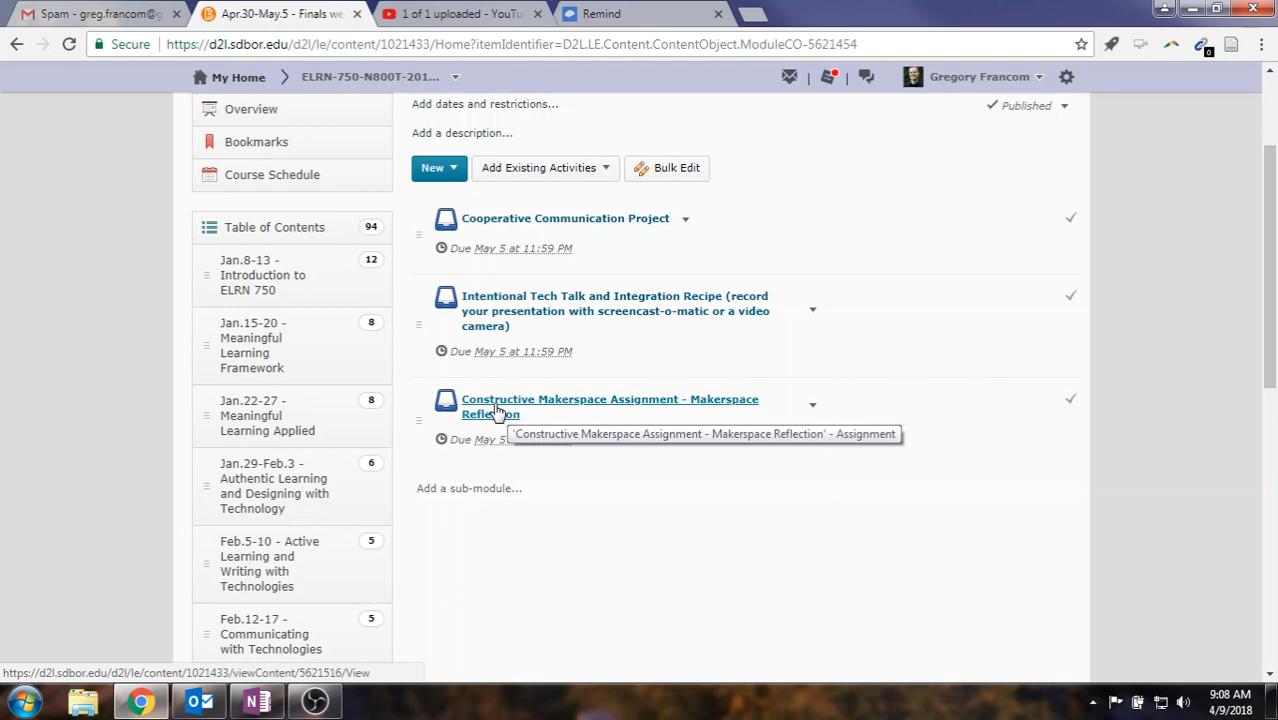 Spam - greg.francom@g
Apr.30-May.5 - Finals we
1 of 1 uploaded - YouTu
Remind
Secure
https://d2l.sdbor.edu/d2l/le/content/1021433/Home?itemIdentifier=D2L.LE.Content.ContentObject.ModuleCO-5621454
0
My Home
ELRN-750-N800T-201...
Gregory Francom
Overview
Bookmarks
Course Schedule
Add dates and restrictions...
Published
Add a description...
New
Add Existing Activities
Bulk Edit
Table of Contents 94
Jan.8-13 - 12
Introduction to
ELRN 750
Jan.15-20 - 8
Meaningful
Learning
Framework
Jan.22-27 - 8
Meaningful
Learning Applied
Jan.29-Feb.3 - 6
Authentic Learning
and Designing with
Technology
Feb.5-10 - Active 5
Learning and
Writing with
Technologies
Feb.12-17 - 5
Communicating
with Technologies
Cooperative Communication Project
Due May 5 at 11:59 PM
Intentional Tech Talk and Integration Recipe (record
your presentation with screencast-o-matic or a video
camera)
Due May 5 at 11:59 PM
Constructive Makerspace Assignment - Makerspace
Reflection
Due May 5
'Constructive Makerspace Assignment - Makerspace Reflection' - Assignment
Add a sub-module...
https://d2l.sdbor.edu/d2l/le/content/1021433/viewContent/5621516/View
9:08 AM
4/9/2018